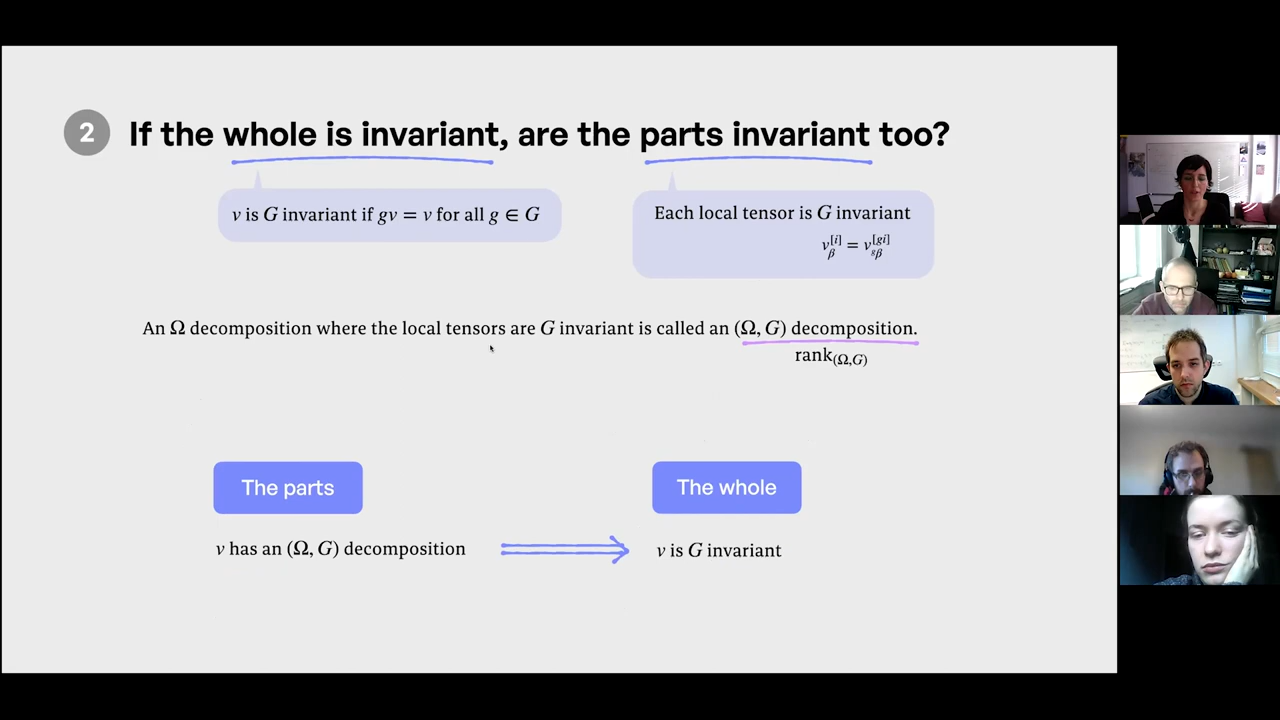 2 If the whole is invariant, are the parts invariant too?
v is G invariant if gv = v for all g ∈ G
Each local tensor is G invariant
v_β^{[i]} = v_{gβ}^{[gi]}
An Ω decomposition where the local tensors are G invariant is called an (Ω, G) decomposition.
rank_{(Ω,G)}
The parts
The whole
v has an (Ω, G) decomposition
v is G invariant